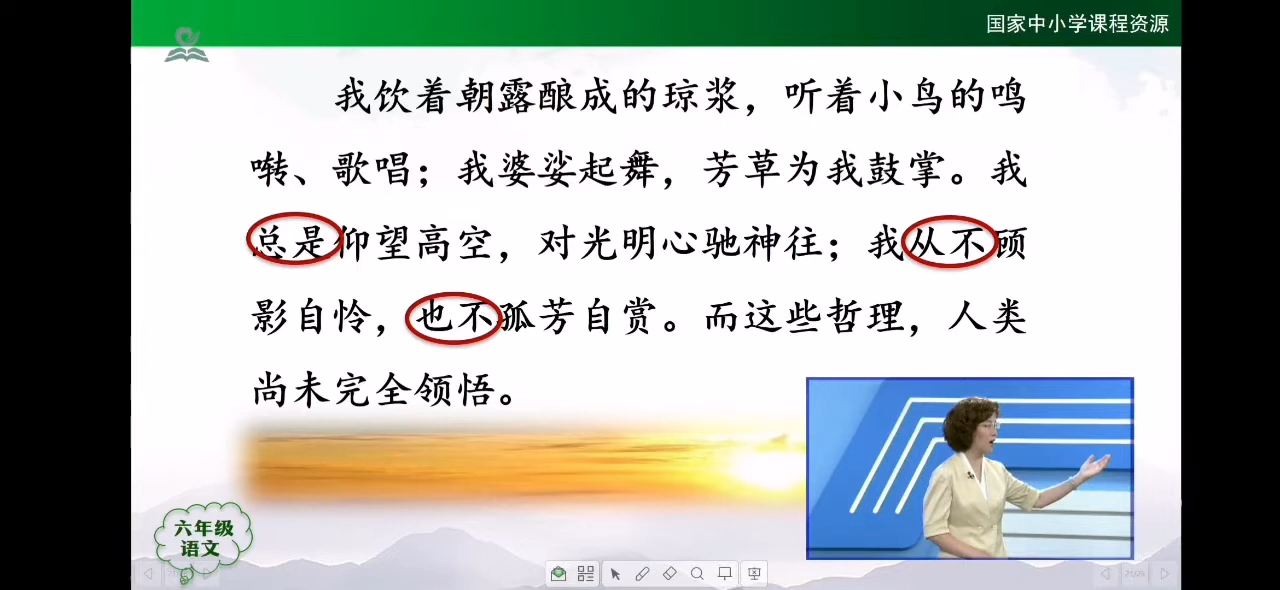 国家中小学课程资源
我饮着朝露酿成的琼浆，听着小鸟的鸣
啭、歌唱；我婆娑起舞，芳草为我鼓掌。我
总是仰望高空，对光明心驰神往；我从不顾
影自怜，也不孤芳自赏。而这些哲理，人类
尚未完全领悟。
六年级
语文